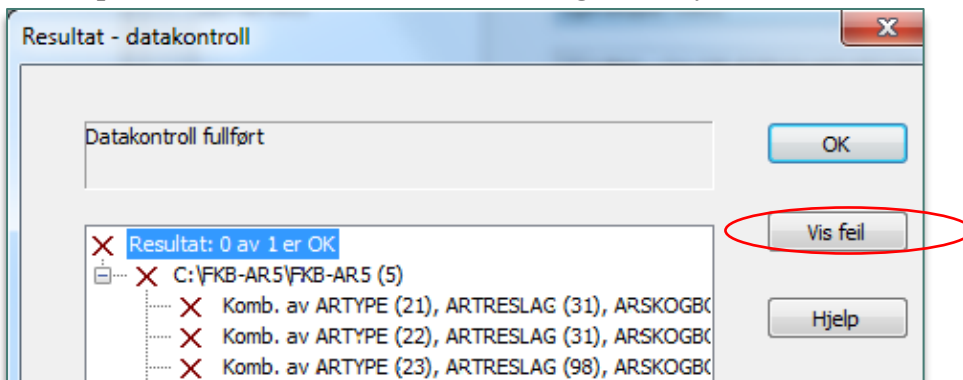 Resultat - datakontroll
Datakontroll fullført
OK
Resultat: 0 av 1 er OK
Vis feil
C:\FKB-AR5\FKB-AR5 (5)
Komb. av ARTYPE (21), ARTRESLAG (31), ARSKOGBO
Komb. av ARTYPE (22), ARTRESLAG (31), ARSKOGBO
Hjelp
Komb. av ARTYPE (23), ARTRESLAG (98), ARSKOGBO